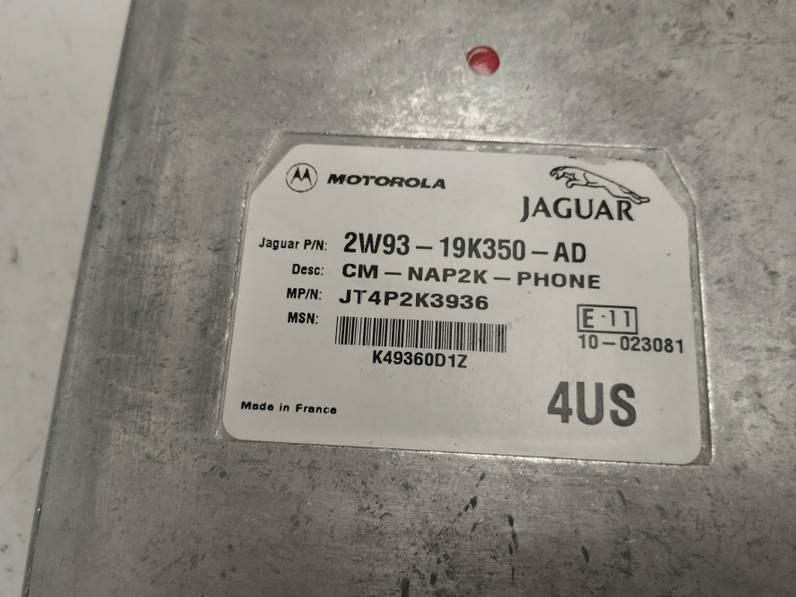 MOTOROLA
JAGUAR
Jaguar P/N: 2W93-19K350-AD
Desc: CM-NAP2K-PHONE
MP/N: JT4P2K3936
MSN:
K49360D1Z
E-11
10-023081
Made in France
4US